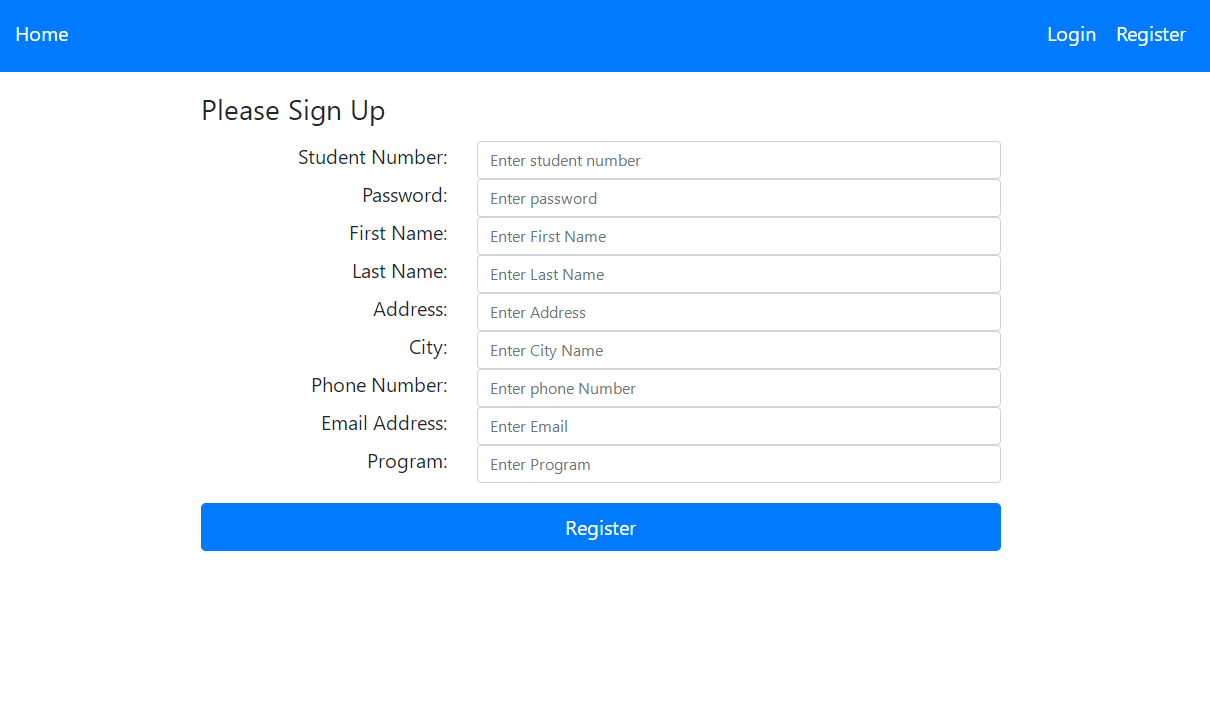 Home Login Register
Please Sign Up
Student Number: Enter student number
Password: Enter password
First Name: Enter First Name
Last Name: Enter Last Name
Address: Enter Address
City: Enter City Name
Phone Number: Enter phone Number
Email Address: Enter Email
Program: Enter Program
Register